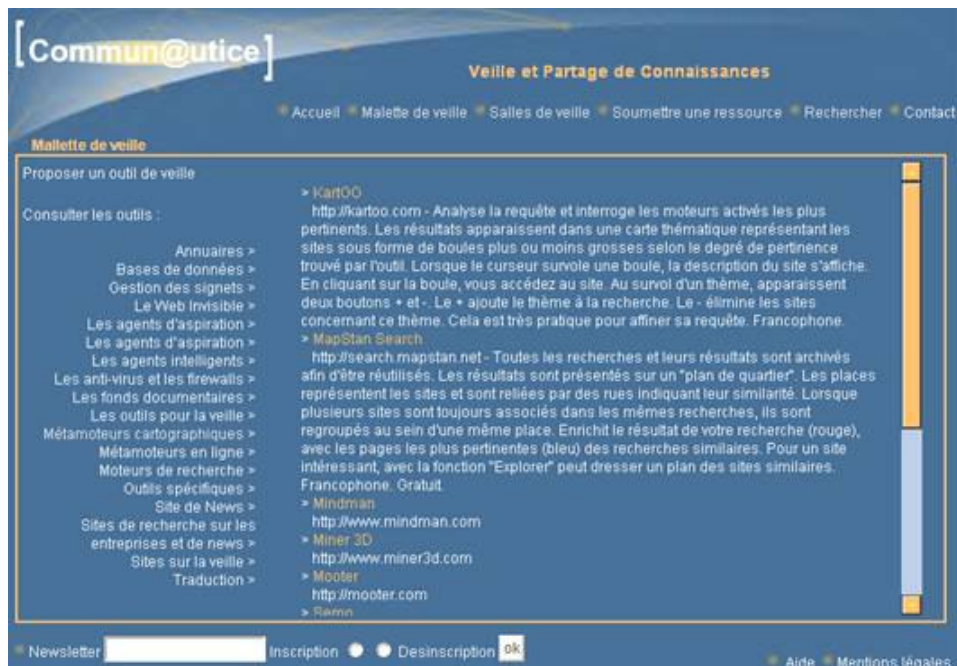 [Commun@utice]
Veille et Partage de Connaissances
Accueil Malette de veille Salles de veille Soumettre une ressource Rechercher Contact
Mallette de veille
Proposer un outil de veille
Consulter les outils :
Annuaires >
Bases de données >
Gestion des signets >
Le Web Invisible >
Les agents d'aspiration >
Les agents d'aspiration >
Les agents intelligents >
Les anti-virus et les firewalls >
Les fonds documentaires >
Les outils pour la veille >
Métamoteurs cartographiques >
Métamoteurs en ligne >
Moteurs de recherche >
Outils spécifiques >
Site de News >
Sites de recherche sur les
entreprises et de news >
Sites sur la veille >
Traduction >
> KartOO
http://kartoo.com - Analyse la requête et interroge les moteurs activés les plus
pertinents. Les résultats apparaissent dans une carte thématique représentant les
sites sous forme de boules plus ou moins grosses selon le degré de pertinence
trouvé par l'outil. Lorsque le curseur survole une boule, la description du site s'affiche.
En cliquant sur la boule, vous accédez au site. Au survol d'un thème, apparaissent
deux boutons + et -. Le + ajoute le thème à la recherche. Le - élimine les sites
concernant ce thème. Cela est très pratique pour affiner sa requête. Francophone.
> MapStan Search
http://search.mapstan.net - Toutes les recherches et leurs résultats sont archivés
afin d'être réutilisés. Les résultats sont présentés sur un "plan de quartier". Les places
représentent les sites et sont reliées par des rues indiquant leur similarité. Lorsque
plusieurs sites sont toujours associés dans les mêmes recherches, ils sont
regroupés au sein d'une même place. Enrichit le résultat de votre recherche (rouge),
avec les pages les plus pertinentes (bleu) des recherches similaires. Pour un site
intéressant, avec la fonction "Explorer" peut dresser un plan des sites similaires.
Francophone. Gratuit.
> Mindman
http://www.mindman.com
> Miner 3D
http://www.miner3d.com
> Mooter
http://mooter.com
> Semo
Newsletter Inscription Desinscription ok
Aide Mentions légales